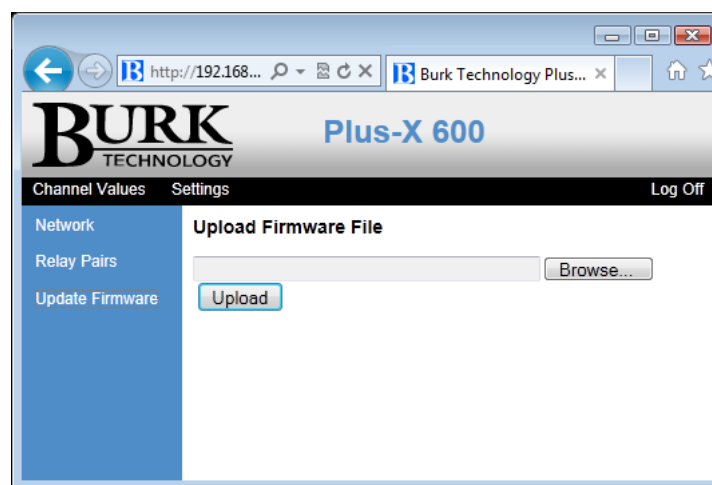 http://192.168...
Burk Technology Plus...
BURK
TECHNOLOGY
Plus-X 600
Channel Values Settings Log Off
Network
Relay Pairs
Update Firmware
Upload Firmware File
Browse...
Upload